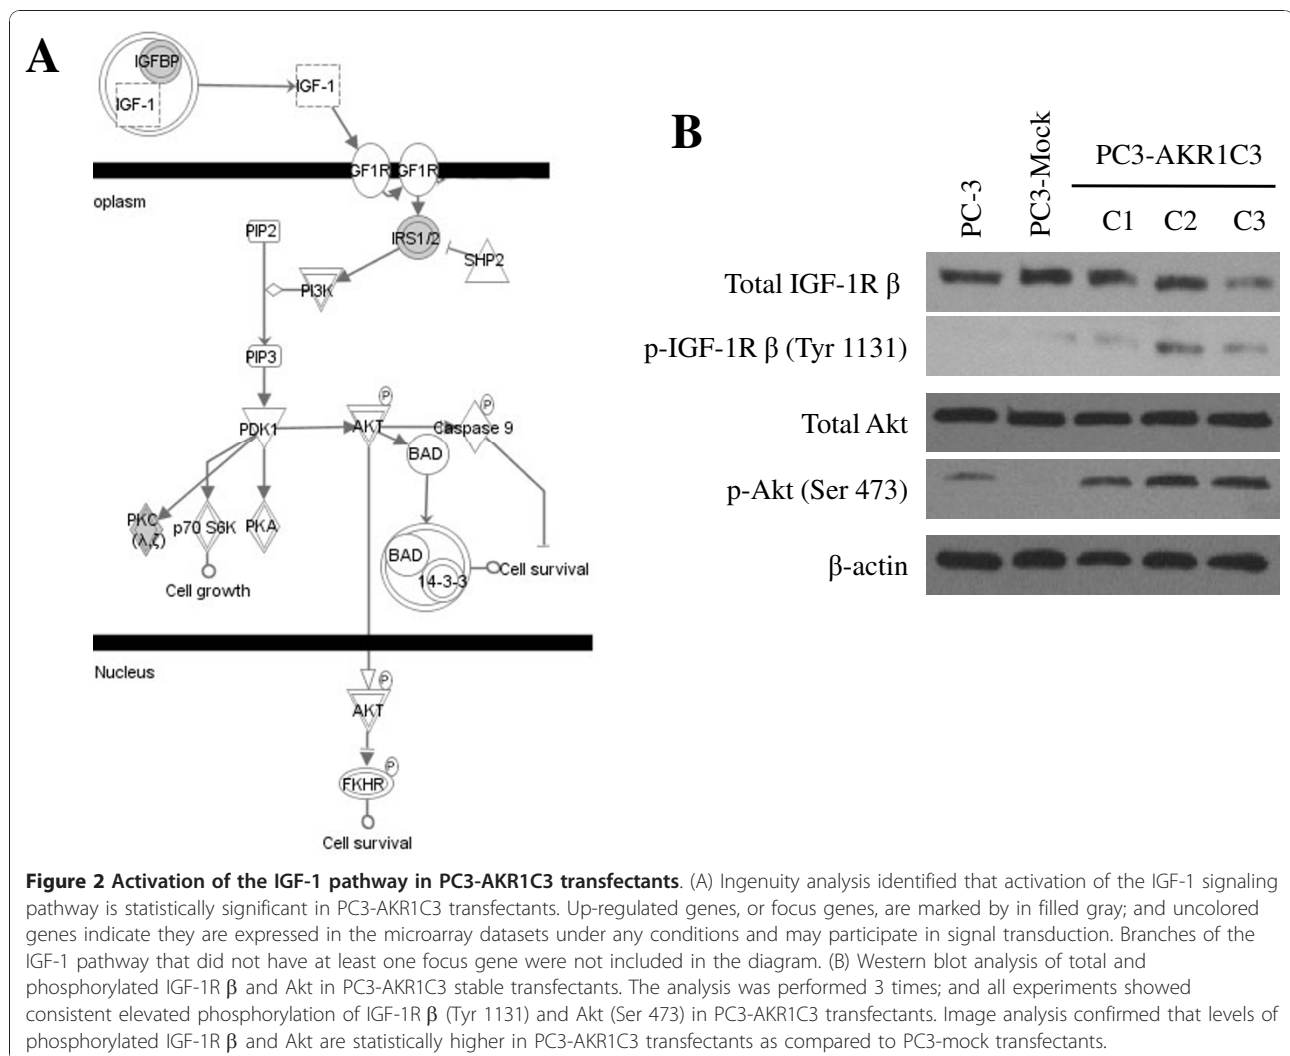 A
IGFBP
IGF-1
IGF-1
GF1R
GF1R
oplasm
PIP2
IRS1/2
SHP2
PI3K
PIP3
P
P
PDK1
AKT
Caspase 9
BAD
PKC
(λ,ζ)
p70 S6K
PKA
BAD
14-3-3
Cell survival
Cell growth
Nucleus
P
AKT
P
FKHR
Cell survival
B
PC-3
PC3-Mock
PC3-AKR1C3
C1 C2 C3
Total IGF-1R β
p-IGF-1R β (Tyr 1131)
Total Akt
p-Akt (Ser 473)
β-actin
Figure 2 Activation of the IGF-1 pathway in PC3-AKR1C3 transfectants. (A) Ingenuity analysis identified that activation of the IGF-1 signaling
pathway is statistically significant in PC3-AKR1C3 transfectants. Up-regulated genes, or focus genes, are marked by in filled gray; and uncolored
genes indicate they are expressed in the microarray datasets under any conditions and may participate in signal transduction. Branches of the
IGF-1 pathway that did not have at least one focus gene were not included in the diagram. (B) Western blot analysis of total and
phosphorylated IGF-1R β and Akt in PC3-AKR1C3 stable transfectants. The analysis was performed 3 times; and all experiments showed
consistent elevated phosphorylation of IGF-1R β (Tyr 1131) and Akt (Ser 473) in PC3-AKR1C3 transfectants. Image analysis confirmed that levels of
phosphorylated IGF-1R β and Akt are statistically higher in PC3-AKR1C3 transfectants as compared to PC3-mock transfectants.